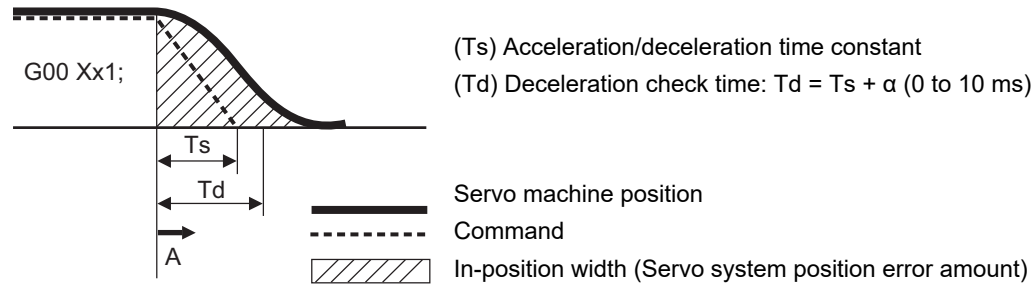 G00 Xx1;
(Ts) Acceleration/deceleration time constant
(Td) Deceleration check time: Td = Ts + α (0 to 10 ms)
Ts
Td
A
Servo machine position
Command
In-position width (Servo system position error amount)